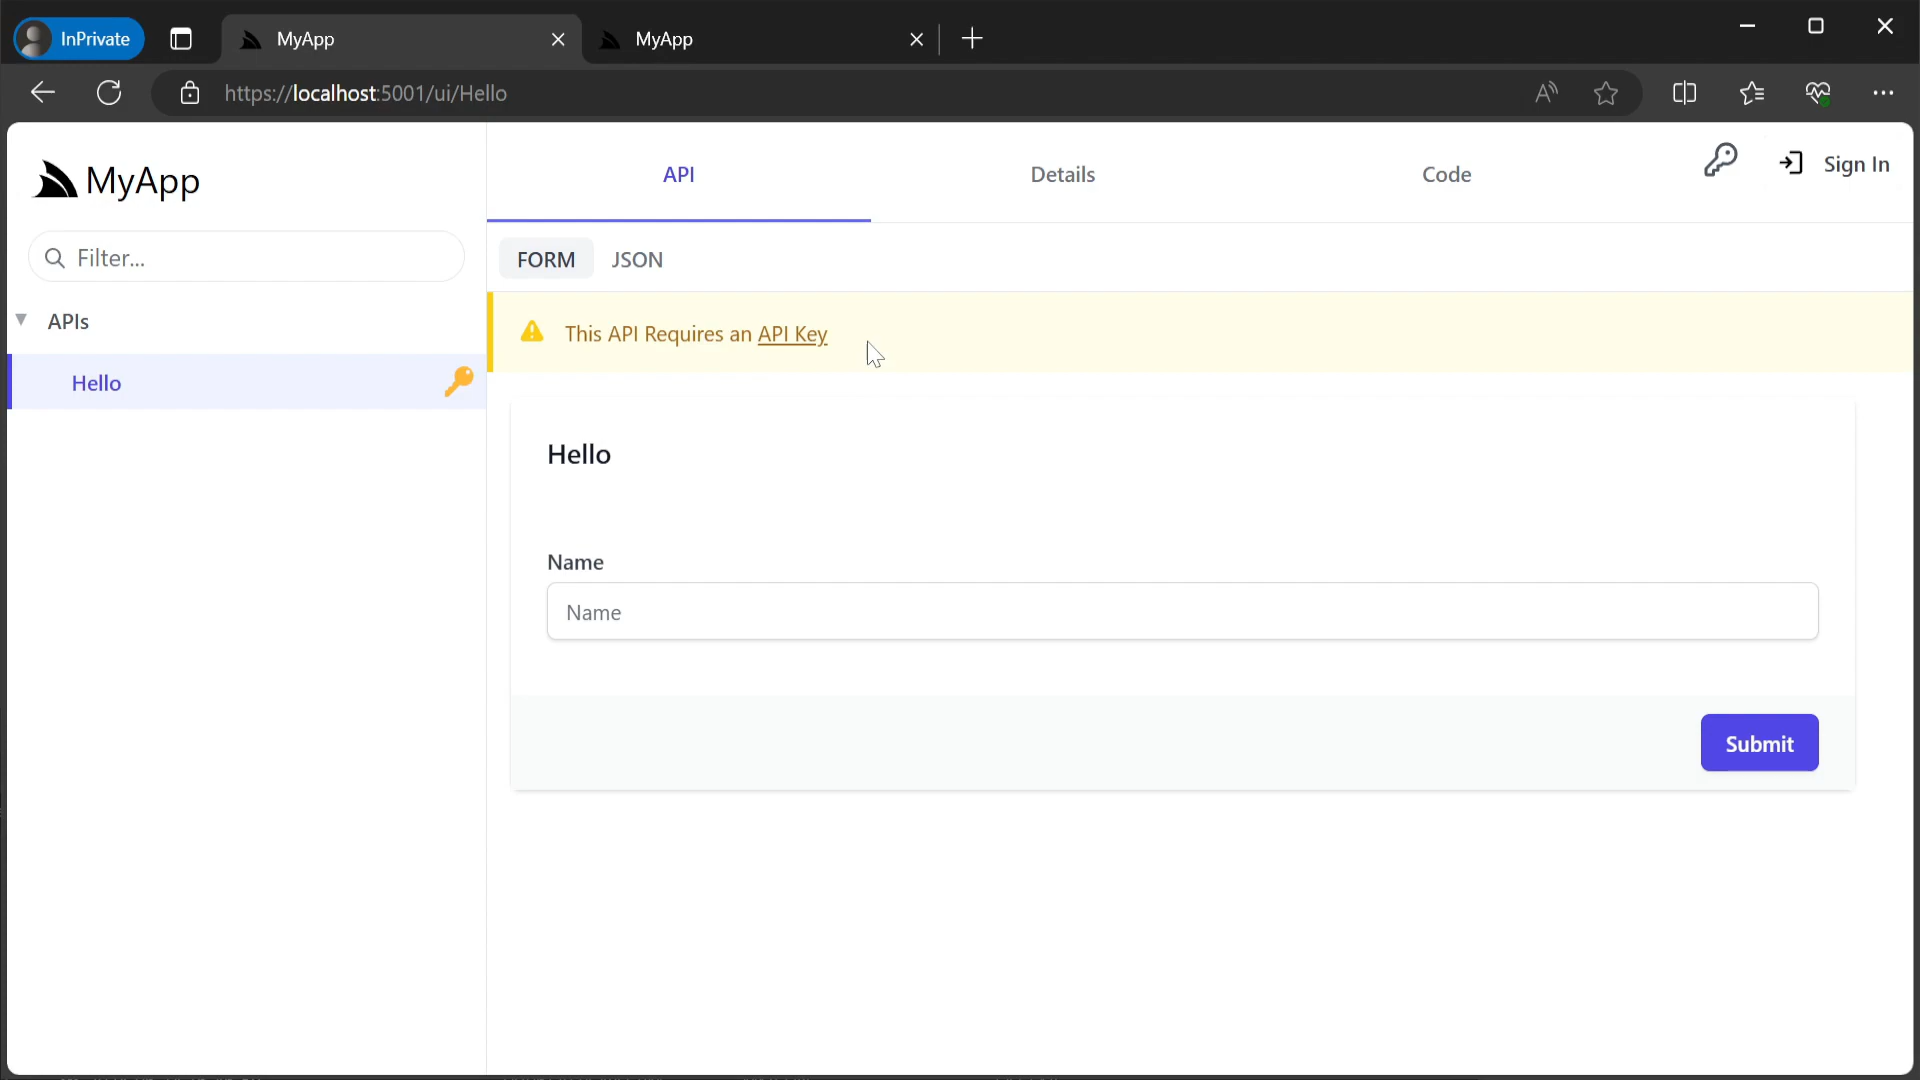 InPrivate
MyApp
MyApp
https://localhost:5001/ui/Hello
MyApp
API
Details
Code
Sign In
Filter...
FORM
JSON
APIs
This API Requires an API Key
Hello
Hello
Name
Name
Submit